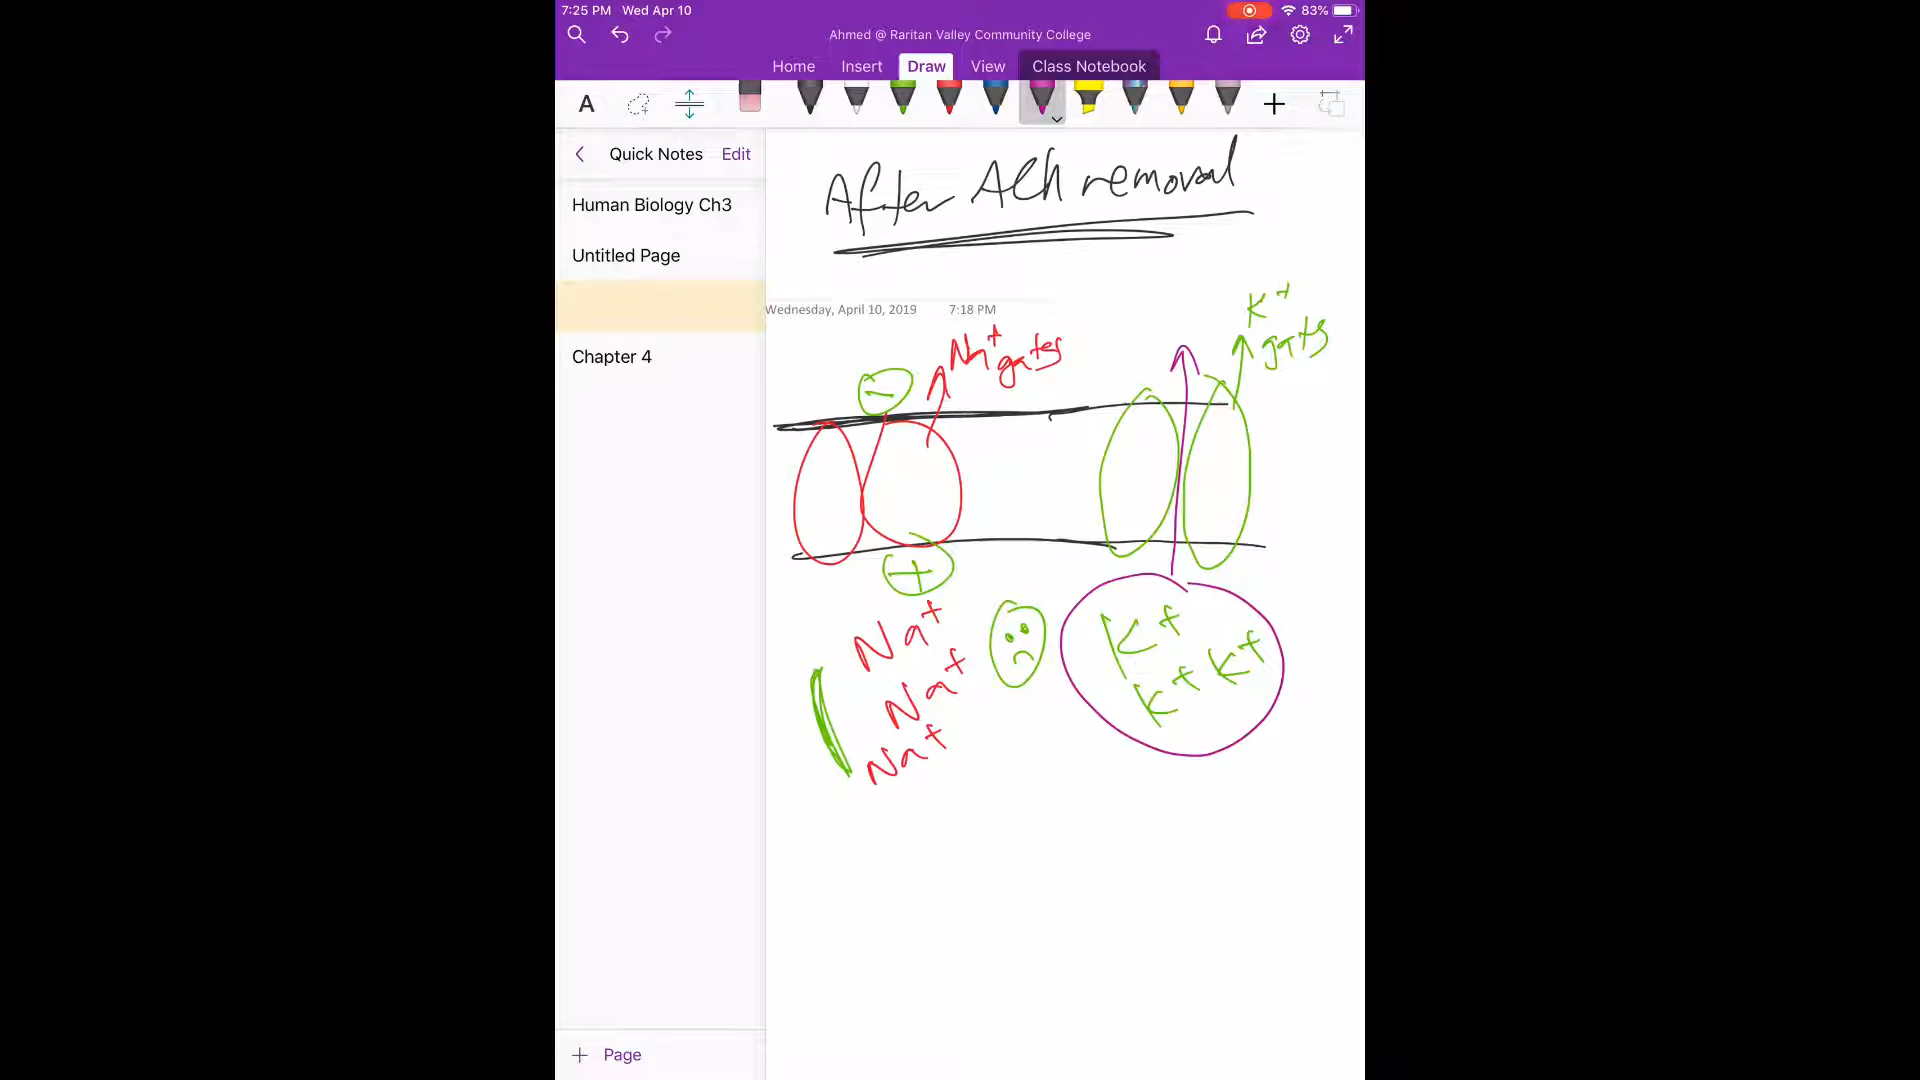 7:25 PM Wed Apr 10
83%
Ahmed @ Raritan Valley Community College
Home Insert Draw View Class Notebook
A
Quick Notes Edit
Human Biology Ch3
Untitled Page
Chapter 4
+ Page
After ACh removal
Wednesday, April 10, 2019 7:18 PM
Na+
gates
K+
gats
−
+
Na+
Na+
Na+
K+
K+ K+